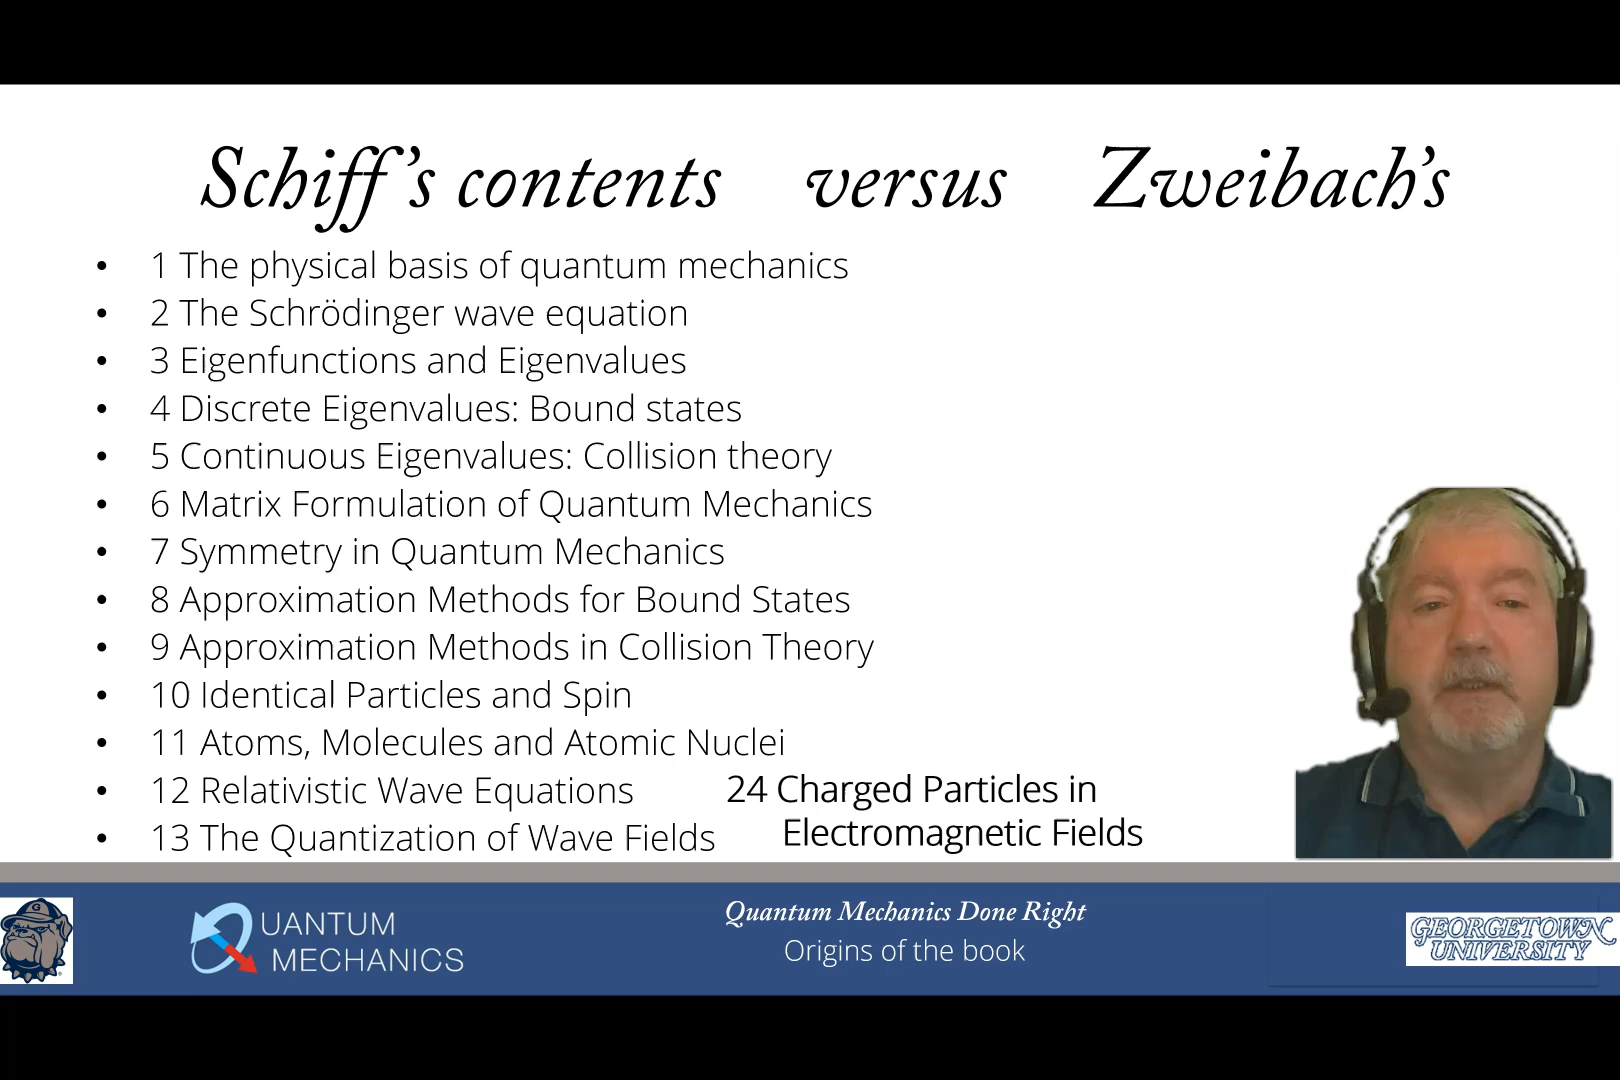 Schiff’s contents versus Zweibach’s
• 1 The physical basis of quantum mechanics
• 2 The Schrödinger wave equation
• 3 Eigenfunctions and Eigenvalues
• 4 Discrete Eigenvalues: Bound states
• 5 Continuous Eigenvalues: Collision theory
• 6 Matrix Formulation of Quantum Mechanics
• 7 Symmetry in Quantum Mechanics
• 8 Approximation Methods for Bound States
• 9 Approximation Methods in Collision Theory
• 10 Identical Particles and Spin
• 11 Atoms, Molecules and Atomic Nuclei
• 12 Relativistic Wave Equations
• 13 The Quantization of Wave Fields
24 Charged Particles in
Electromagnetic Fields
G
QUANTUM
MECHANICS
Quantum Mechanics Done Right
Origins of the book
GEORGETOWN
UNIVERSITY